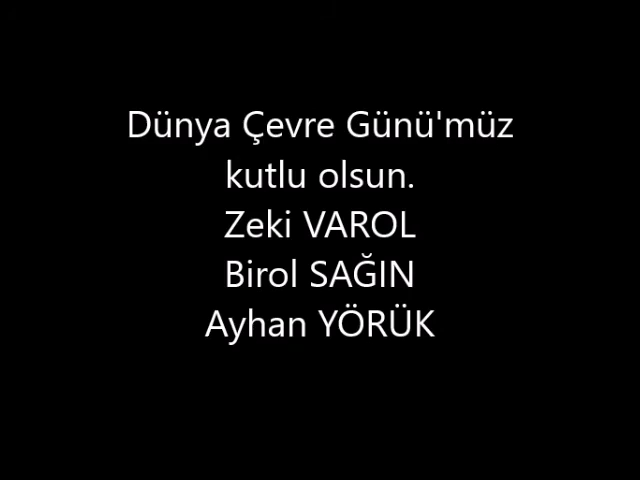 Dünya Çevre Günü'müz
kutlu olsun.
Zeki VAROL
Birol SAĞIN
Ayhan YÖRÜK